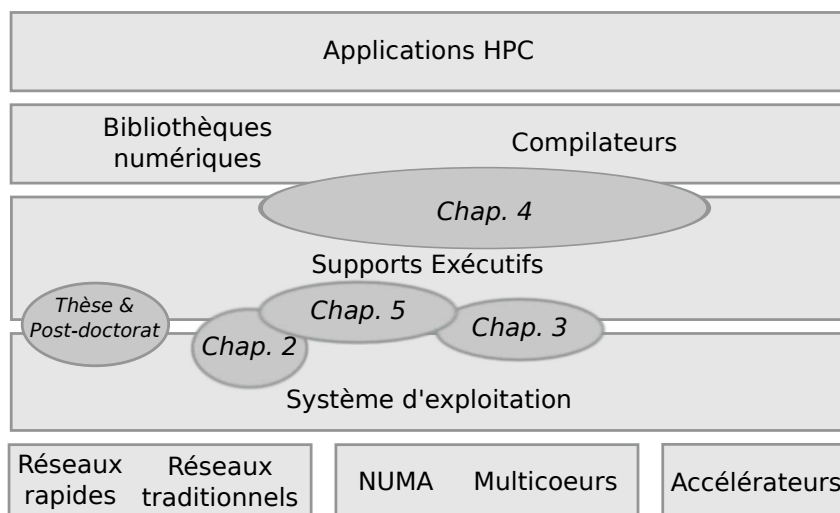 Applications HPC
Bibliothèques
numériques
Compilateurs
Chap. 4
Supports Exécutifs
Thèse &
Post-doctorat
Chap. 5
Chap. 2
Chap. 3
Système d'exploitation
Réseaux
rapides
Réseaux
traditionnels
NUMA
Multicoeurs
Accélérateurs